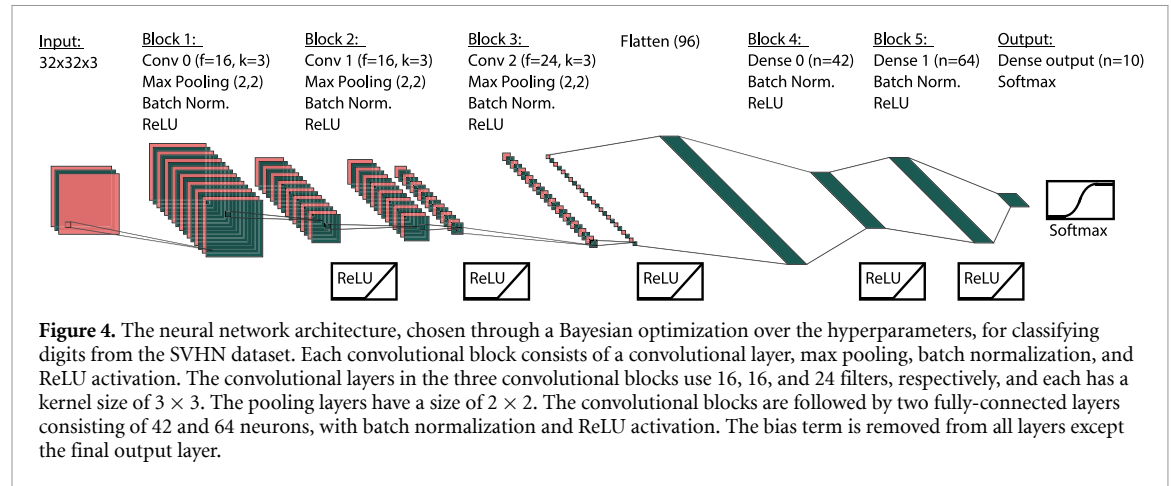 Input:
32x32x3
Block 1:
Conv 0 (f=16, k=3)
Max Pooling (2,2)
Batch Norm.
ReLU
Block 2:
Conv 1 (f=16, k=3)
Max Pooling (2,2)
Batch Norm.
ReLU
Block 3:
Conv 2 (f=24, k=3)
Max Pooling (2,2)
Batch Norm.
ReLU
Flatten (96)
Block 4:
Dense 0 (n=42)
Batch Norm.
ReLU
Block 5:
Dense 1 (n=64)
Batch Norm.
ReLU
Output:
Dense output (n=10)
Softmax
Softmax
ReLU
ReLU
ReLU
ReLU
ReLU
Figure 4. The neural network architecture, chosen through a Bayesian optimization over the hyperparameters, for classifying
digits from the SVHN dataset. Each convolutional block consists of a convolutional layer, max pooling, batch normalization, and
ReLU activation. The convolutional layers in the three convolutional blocks use 16, 16, and 24 filters, respectively, and each has a
kernel size of 3 × 3. The pooling layers have a size of 2 × 2. The convolutional blocks are followed by two fully-connected layers
consisting of 42 and 64 neurons, with batch normalization and ReLU activation. The bias term is removed from all layers except
the final output layer.